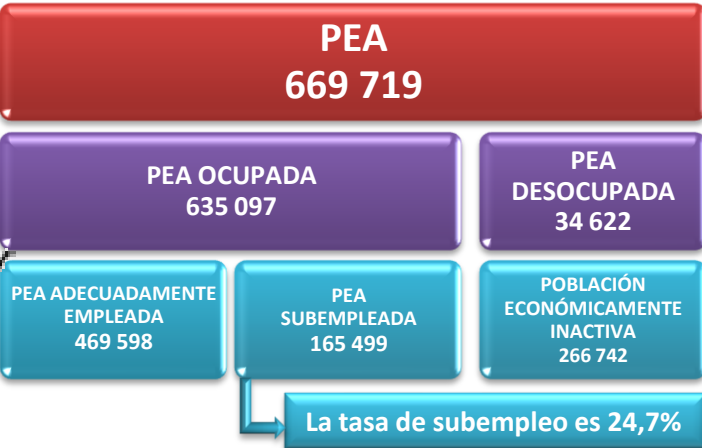 PEA
669 719
PEA OCUPADA
635 097
PEA
DESOCUPADA
34 622
PEA ADECUADAMENTE
EMPLEADA
469 598
PEA
SUBEMPLEADA
165 499
POBLACIÓN
ECONÓMICAMENTE
INACTIVA
266 742
La tasa de subempleo es 24,7%